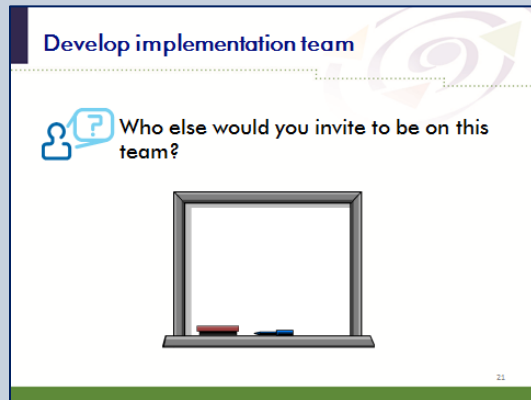 Develop implementation team
?
Who else would you invite to be on this
team?
21